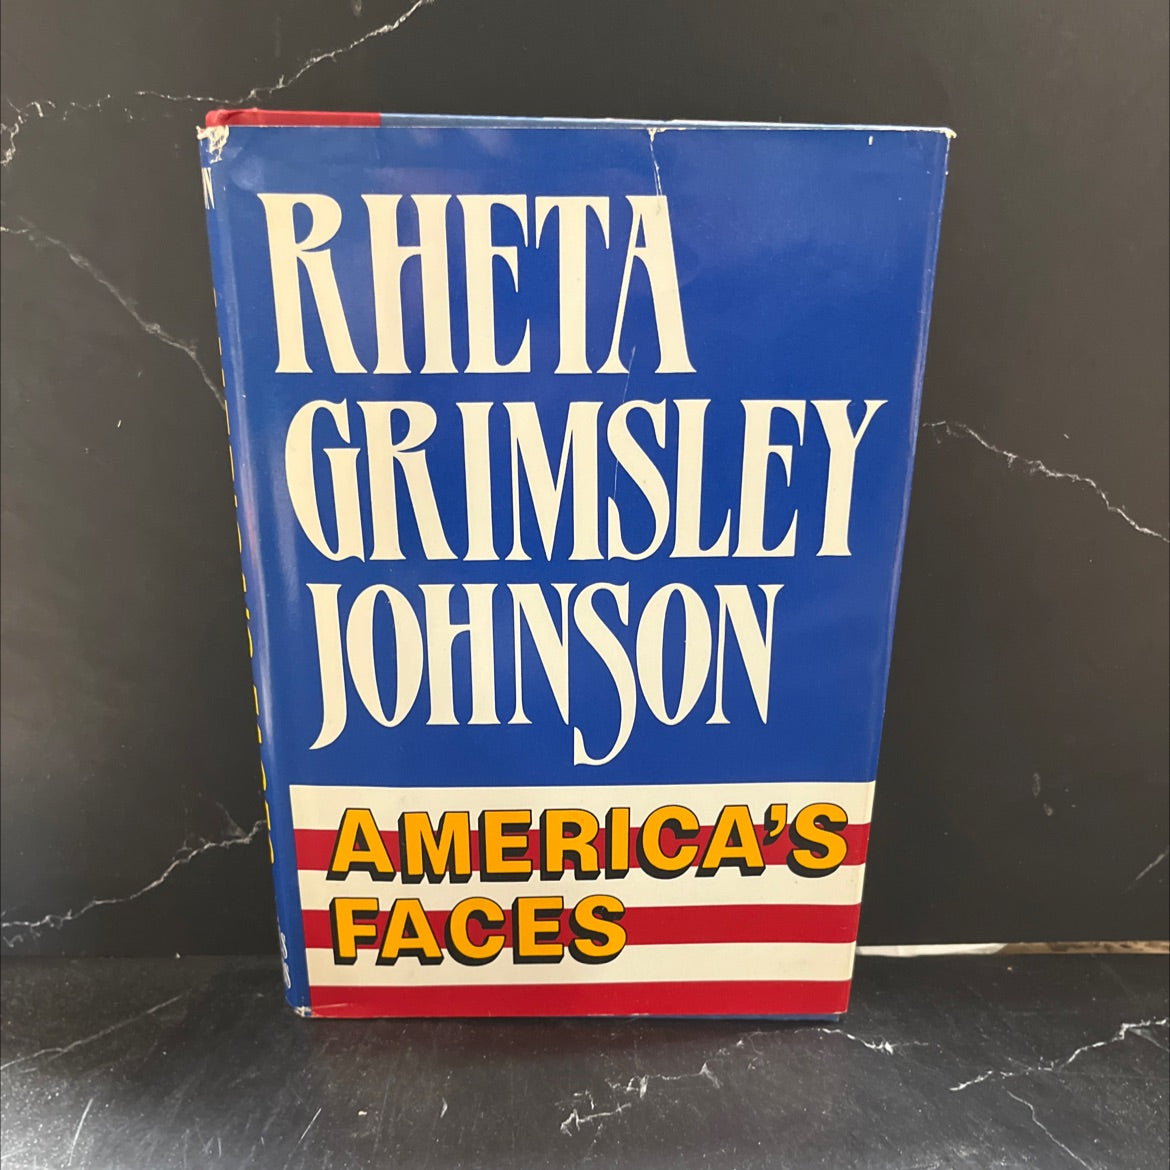 RHETA
GRIMSLEY
JOHNSON
AMERICA'S
FACES